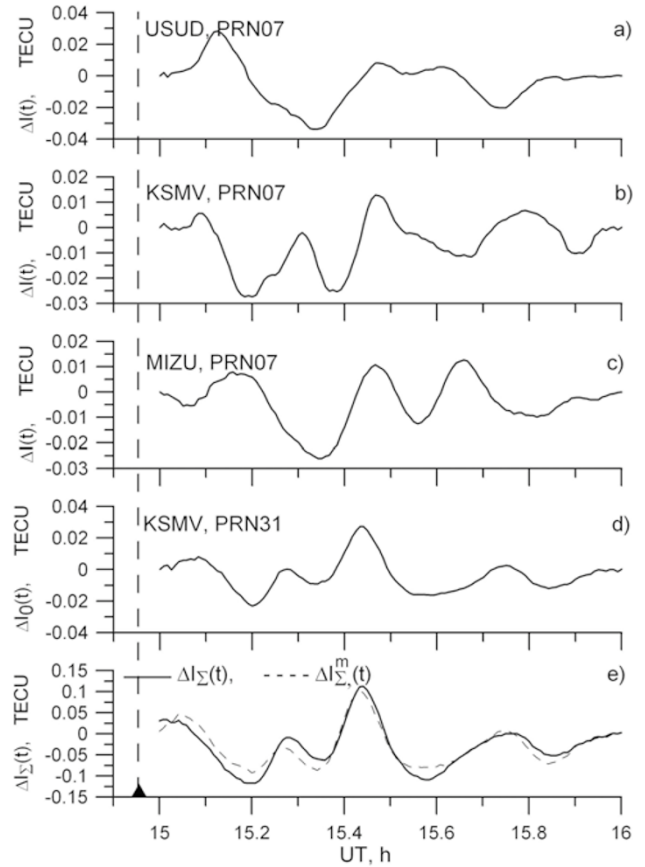 0.04
USUD, PRN07
a)
0.02
0
-0.02
-0.04
ΔI(t), TECU
0.02
KSMV, PRN07
b)
0.01
0
-0.01
-0.02
-0.03
ΔI(t), TECU
0.02
MIZU, PRN07
c)
0.01
0
-0.01
-0.02
-0.03
ΔI(t), TECU
0.04
KSMV, PRN31
d)
0.02
0
-0.02
-0.04
ΔI₀(t), TECU
0.15
ΔI_Σ(t), ΔI_Σ,^m(t)
e)
0.1
0.05
0
-0.05
-0.1
-0.15
ΔI_Σ(t), TECU
15 15.2 15.4 15.6 15.8 16
UT, h